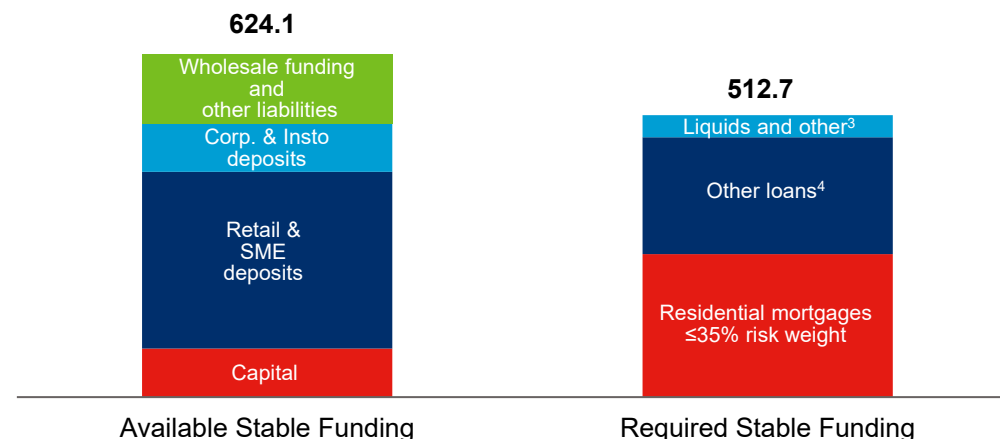 624.1
Wholesale funding
and
other liabilities
Corp. & Insto
deposits
Retail &
SME
deposits
Capital
Available Stable Funding
512.7
Liquids and other³
Other loans⁴
Residential mortgages
≤35% risk weight
Required Stable Funding